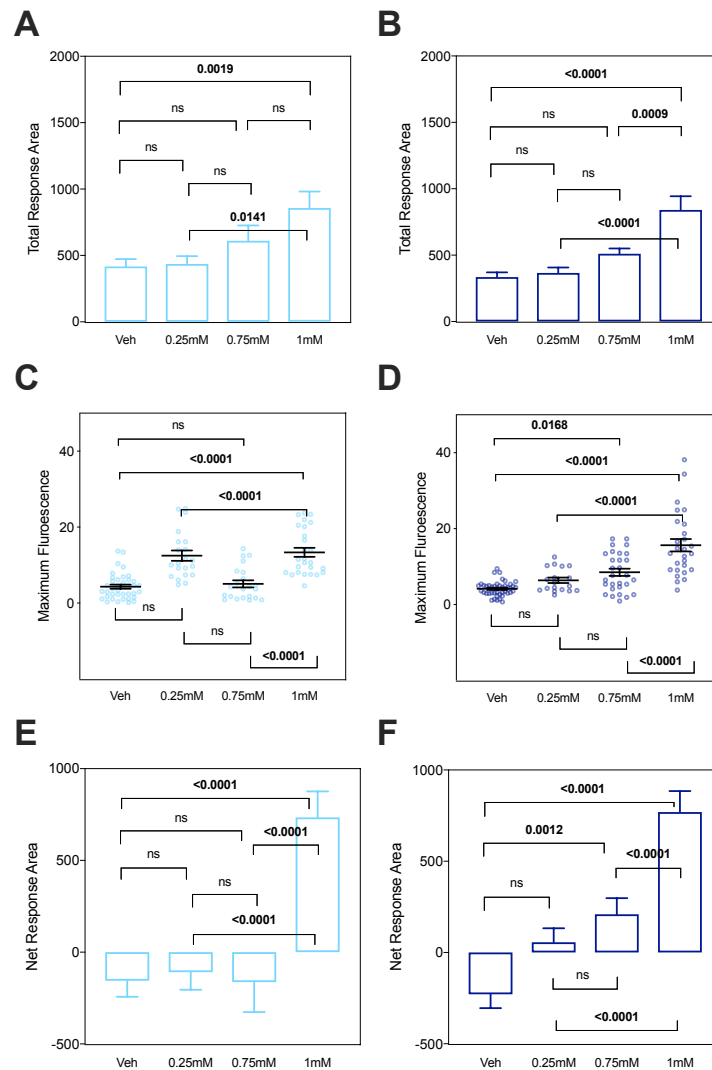 A
Total Response Area
2000
1500
1000
500
0
0.0019
ns
ns
ns
ns
0.0141
Veh 0.25mM 0.75mM 1mM
B
Total Response Area
2000
1500
1000
500
0
<0.0001
ns
0.0009
ns
ns
<0.0001
Veh 0.25mM 0.75mM 1mM
C
Maximum Fluroescence
40
20
0
ns
<0.0001
<0.0001
ns
ns
<0.0001
Veh 0.25mM 0.75mM 1mM
D
Maximum Fluroescence
40
20
0
0.0168
<0.0001
<0.0001
ns
ns
<0.0001
Veh 0.25mM 0.75mM 1mM
E
Net Response Area
1000
500
0
-500
<0.0001
ns
<0.0001
ns
ns
<0.0001
Veh 0.25mM 0.75mM 1mM
F
Net Response Area
1000
500
0
-500
<0.0001
0.0012
<0.0001
ns
ns
<0.0001
Veh 0.25mM 0.75mM 1mM